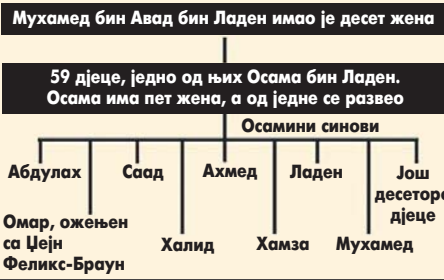 Мухамед бин Авад бин Ладен имао је десет жена
59 дјеце, једно од њих Осама бин Ладен.
Осама има пет жена, а од једне се развео
Осамини синови
Абдулах Саад Ахмед Ладен Још
десеторо
дјеце
Омар, ожењен
са Џејн
Феликс-Браун
Халид Хамза Мухамед